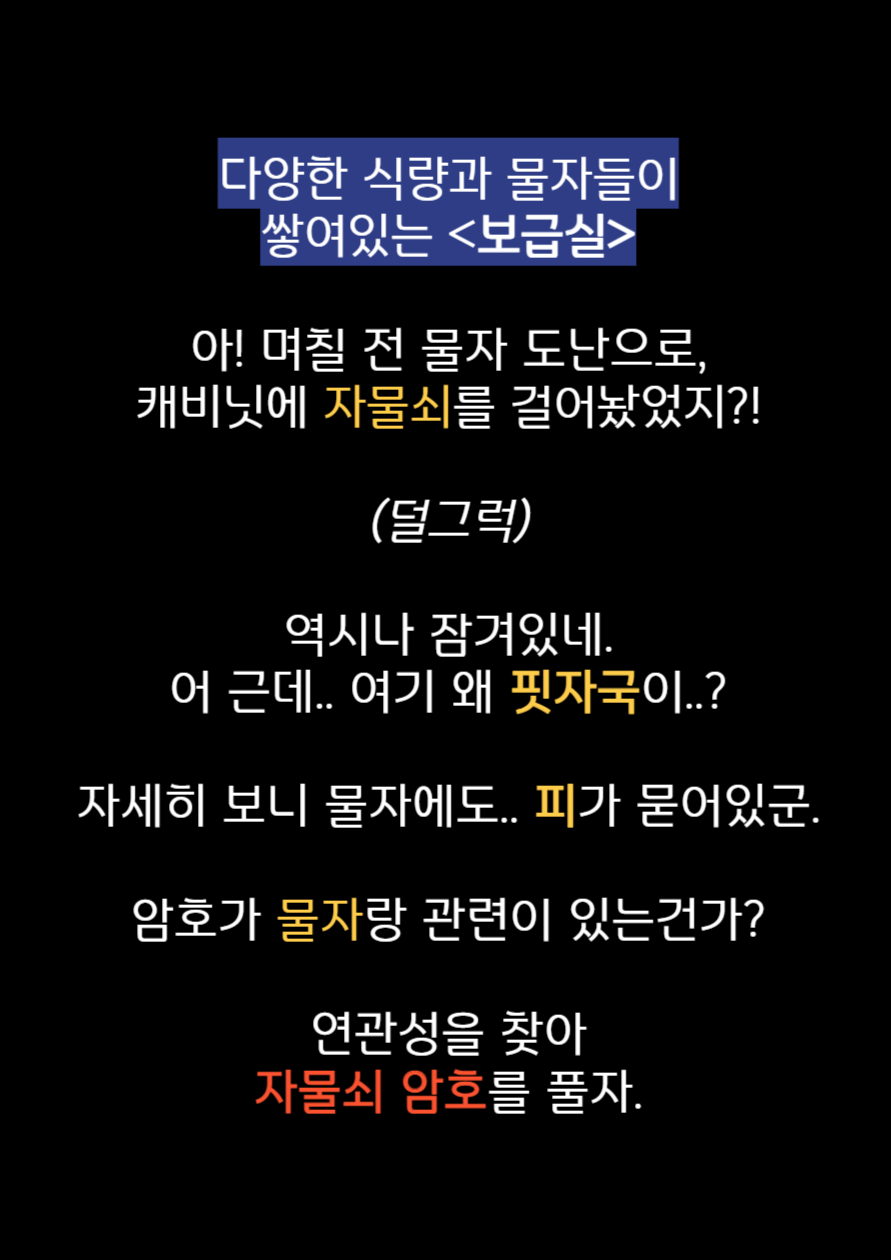 다양한 식량과 물자들이
쌓여있는 <보급실>
아! 며칠 전 물자 도난으로,
캐비닛에 자물쇠를 걸어놨었지?!
(덜그럭)
역시나 잠겨있네.
어 근데.. 여기 왜 핏자국이..?
자세히 보니 물자에도.. 피가 묻어있군.
암호가 물자랑 관련이 있는건가?
연관성을 찾아
자물쇠 암호를 풀자.